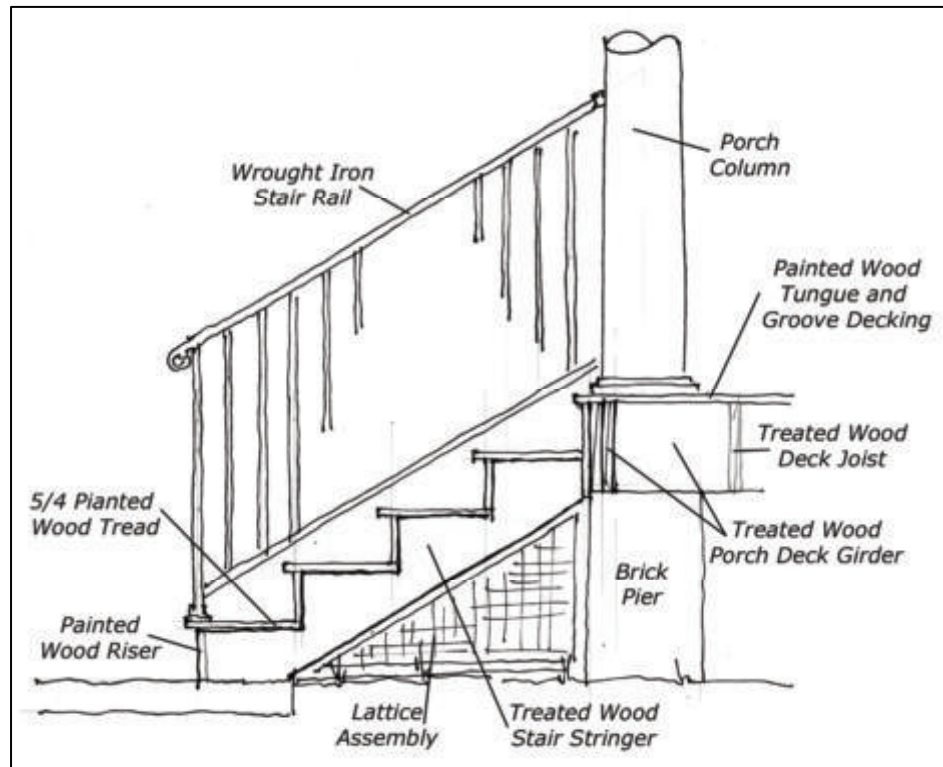 Wrought Iron
Stair Rail
Porch
Column
Painted Wood
Tungue and
Groove Decking
Treated Wood
Deck Joist
5/4 Pianted
Wood Tread
Treated Wood
Porch Deck Girder
Brick
Pier
Painted
Wood Riser
Lattice
Assembly
Treated Wood
Stair Stringer